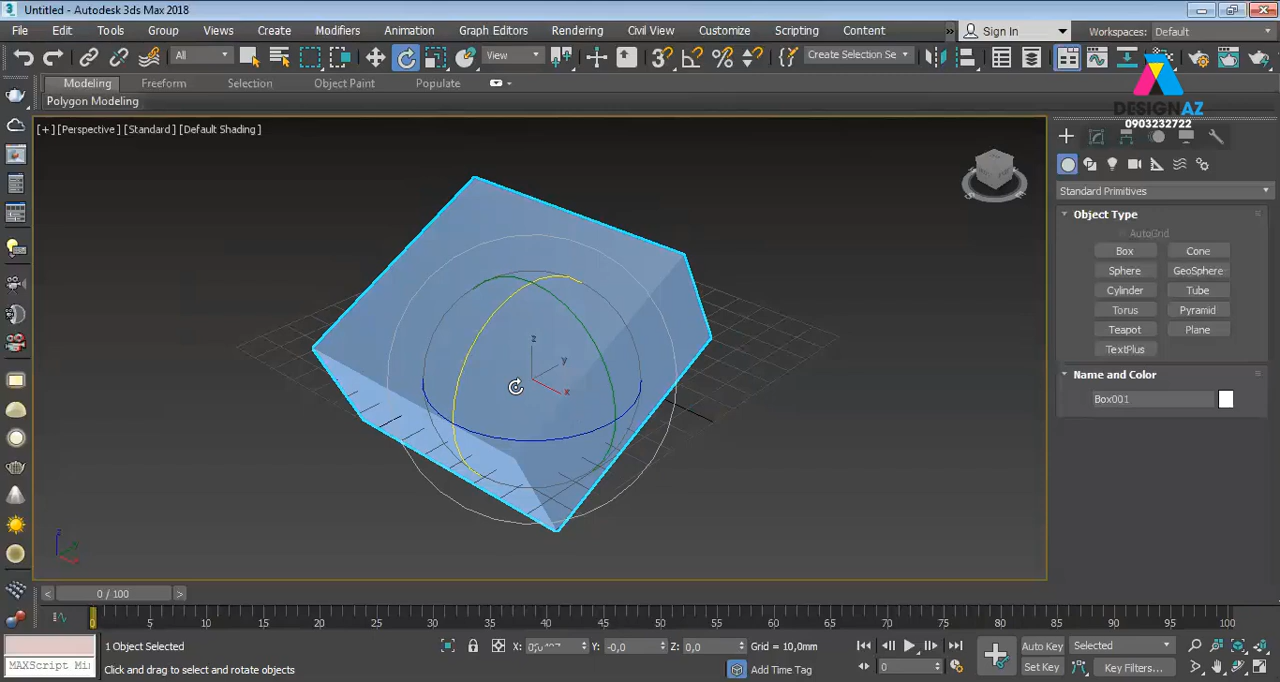 Untitled - Autodesk 3ds Max 2018
File Edit Tools Group Views Create Modifiers Animation Graph Editors Rendering Civil View Customize Scripting Content Sign In Workspaces: Default
All View Create Selection Se
Modeling Freeform Selection Object Paint Populate
Polygon Modeling
DESIGNAZ
0903232722
[+] [Perspective] [Standard] [Default Shading]
Standard Primitives
Object Type
AutoGrid
Box Cone
Sphere GeoSphere
Cylinder Tube
Torus Pyramid
Teapot Plane
TextPlus
Name and Color
Box001
z
y
x
0 / 100
0 5 10 15 20 25 30 35 40 45 50 55 60 65 70 75 80 85 90 95 100
1 Object Selected X: Y: -0,0 Z: 0,0 Grid = 10,0mm Auto Key Selected
MAXScript Mi Click and drag to select and rotate objects Add Time Tag 0 Set Key Key Filters...